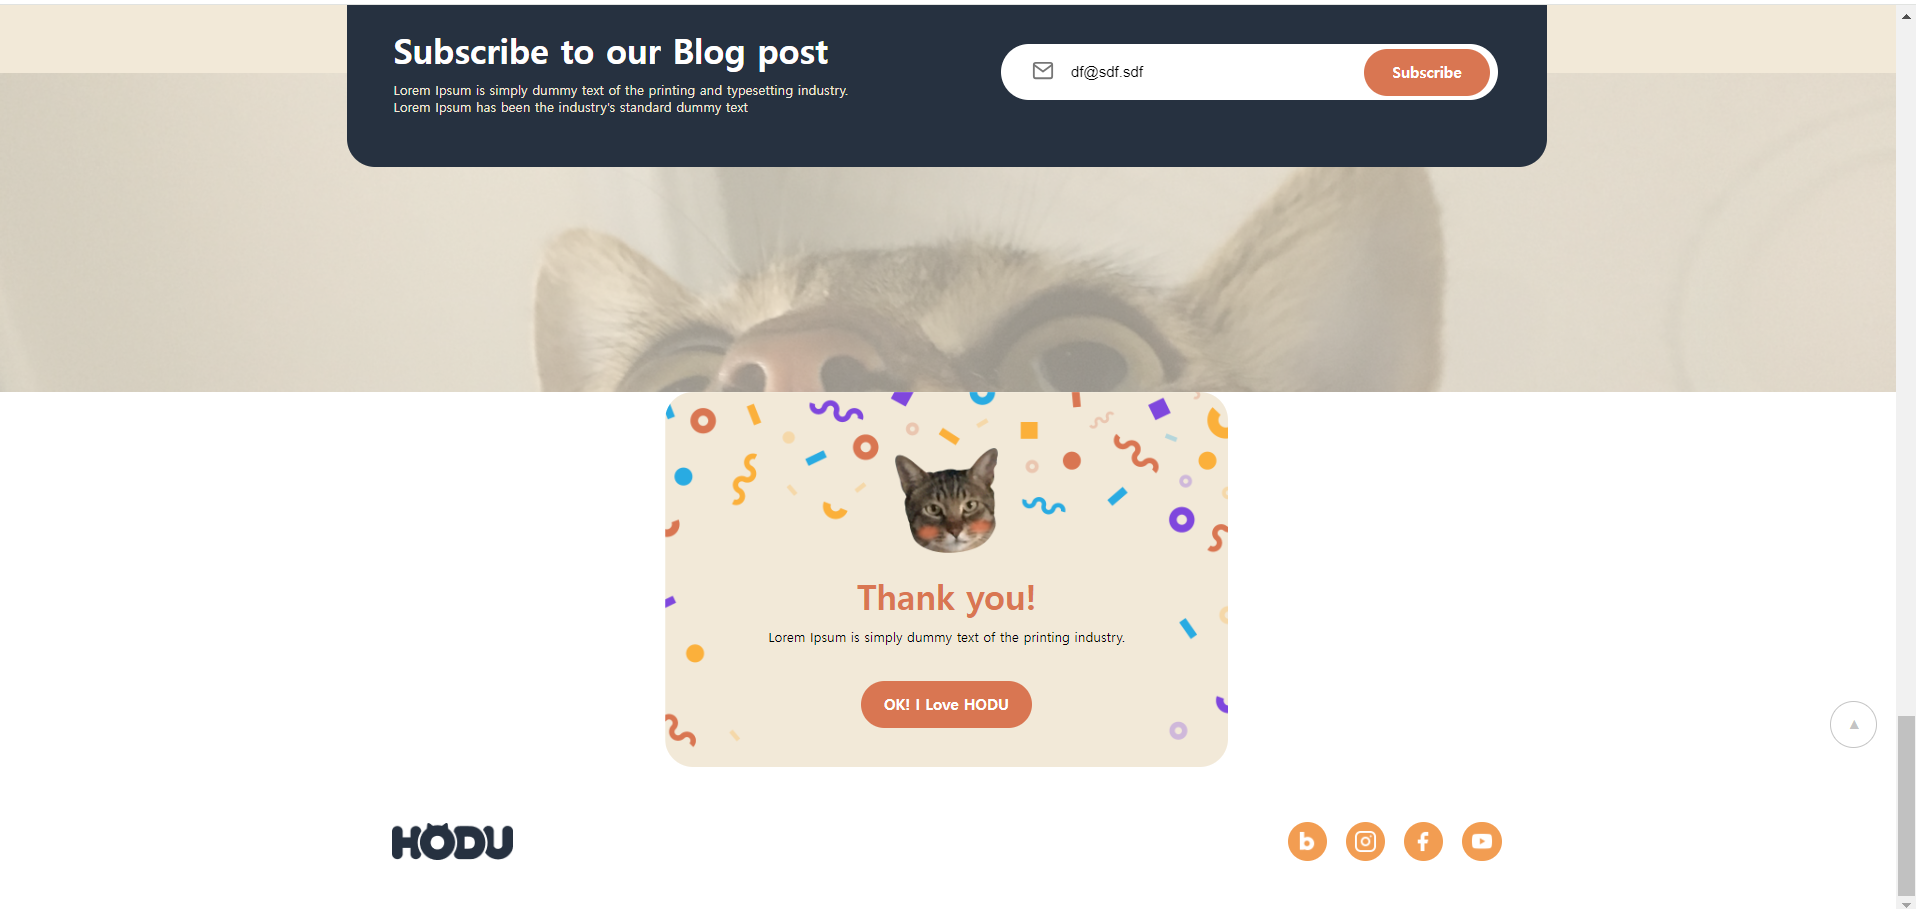 Subscribe to our Blog post
Lorem Ipsum is simply dummy text of the printing and typesetting industry.
Lorem Ipsum has been the industry's standard dummy text
df@sdf.sdf
Subscribe
Thank you!
Lorem Ipsum is simply dummy text of the printing industry.
OK! I Love HODU
▲
HODU